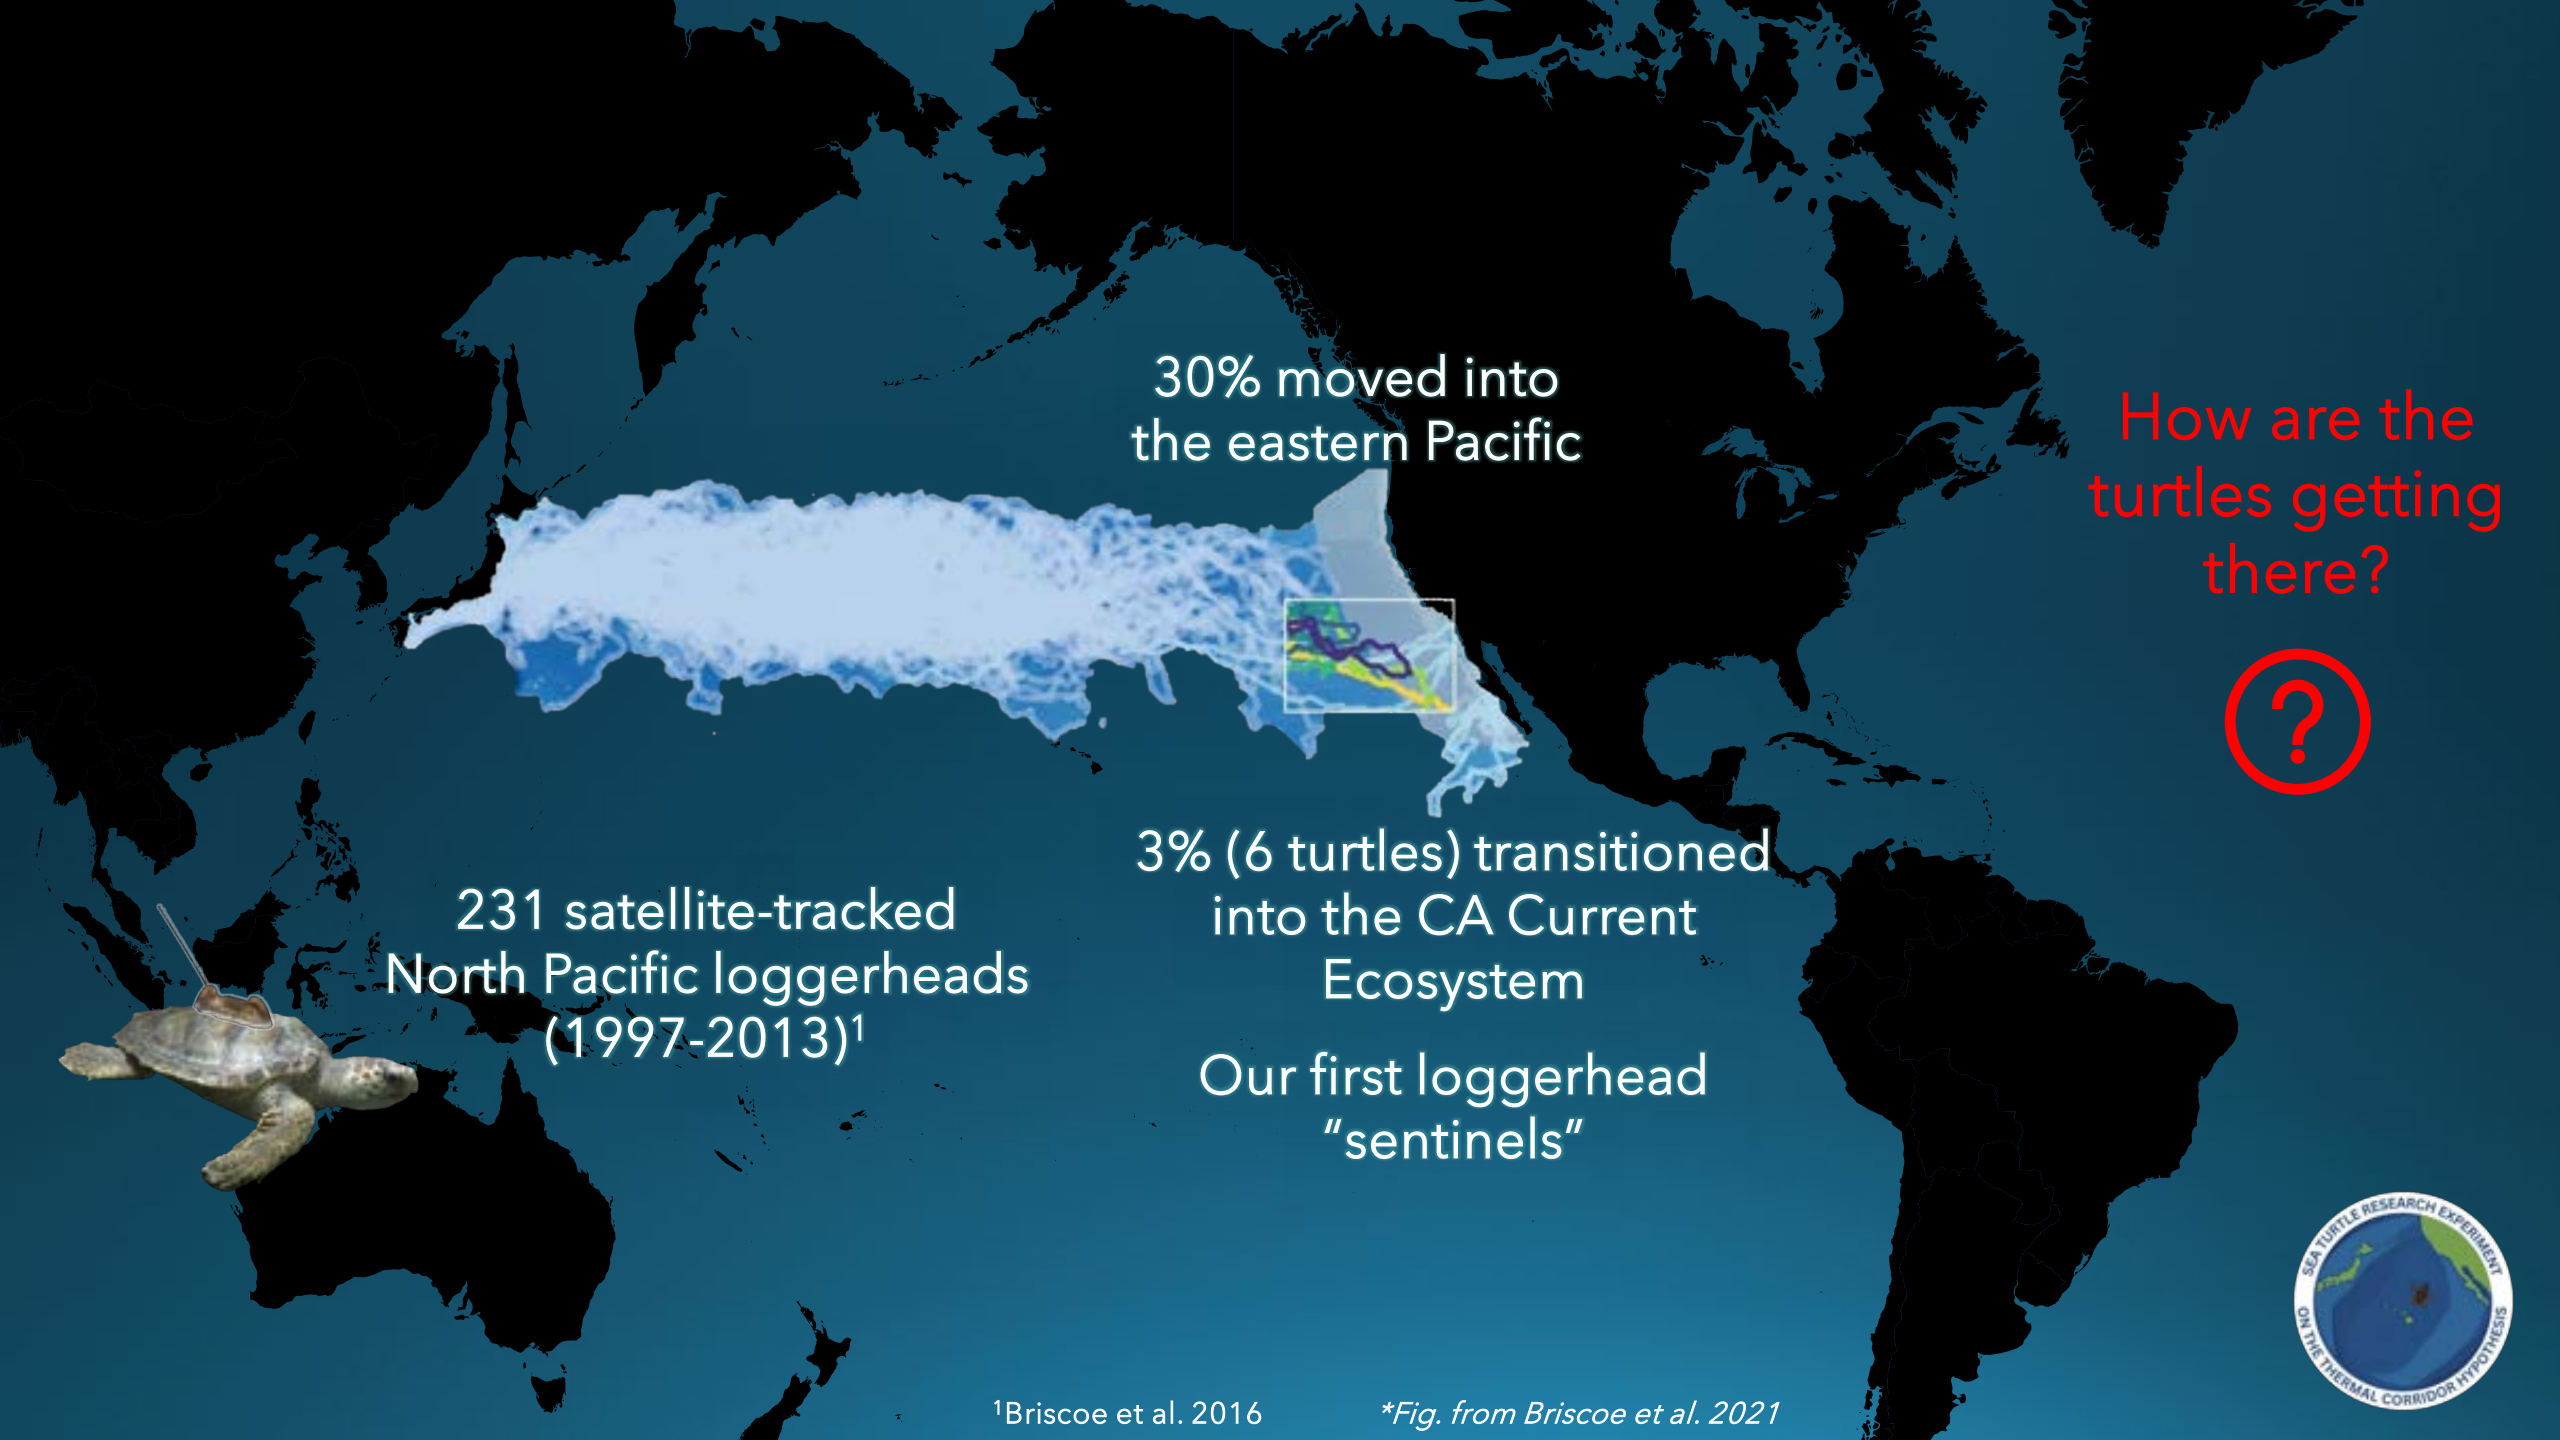 30% moved into
the eastern Pacific
How are the
turtles getting
there?
?
3% (6 turtles) transitioned
into the CA Current
Ecosystem
231 satellite-tracked
North Pacific loggerheads
(1997-2013)¹
Our first loggerhead
“sentinels”
SEA TURTLE RESEARCH EXPERIMENT
ON THE THERMAL CORRIDOR HYPOTHESIS
¹Briscoe et al. 2016
*Fig. from Briscoe et al. 2021